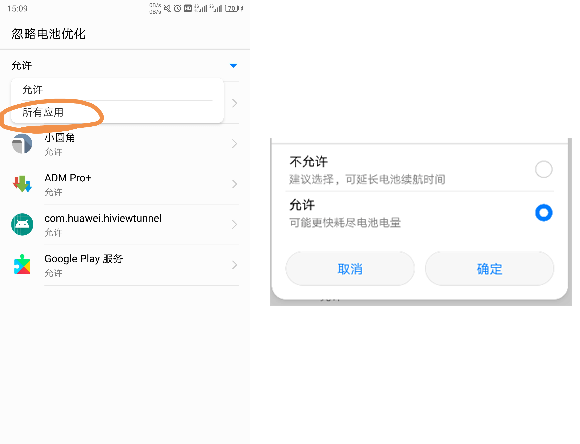 15:09
忽略电池优化
允许
允许
所有应用
小圆角
允许
ADM Pro+
允许
com.huawei.hiviewtunnel
允许
Google Play 服务
允许
不允许
建议选择，可延长电池续航时间
允许
可能更快耗尽电池电量
取消
确定